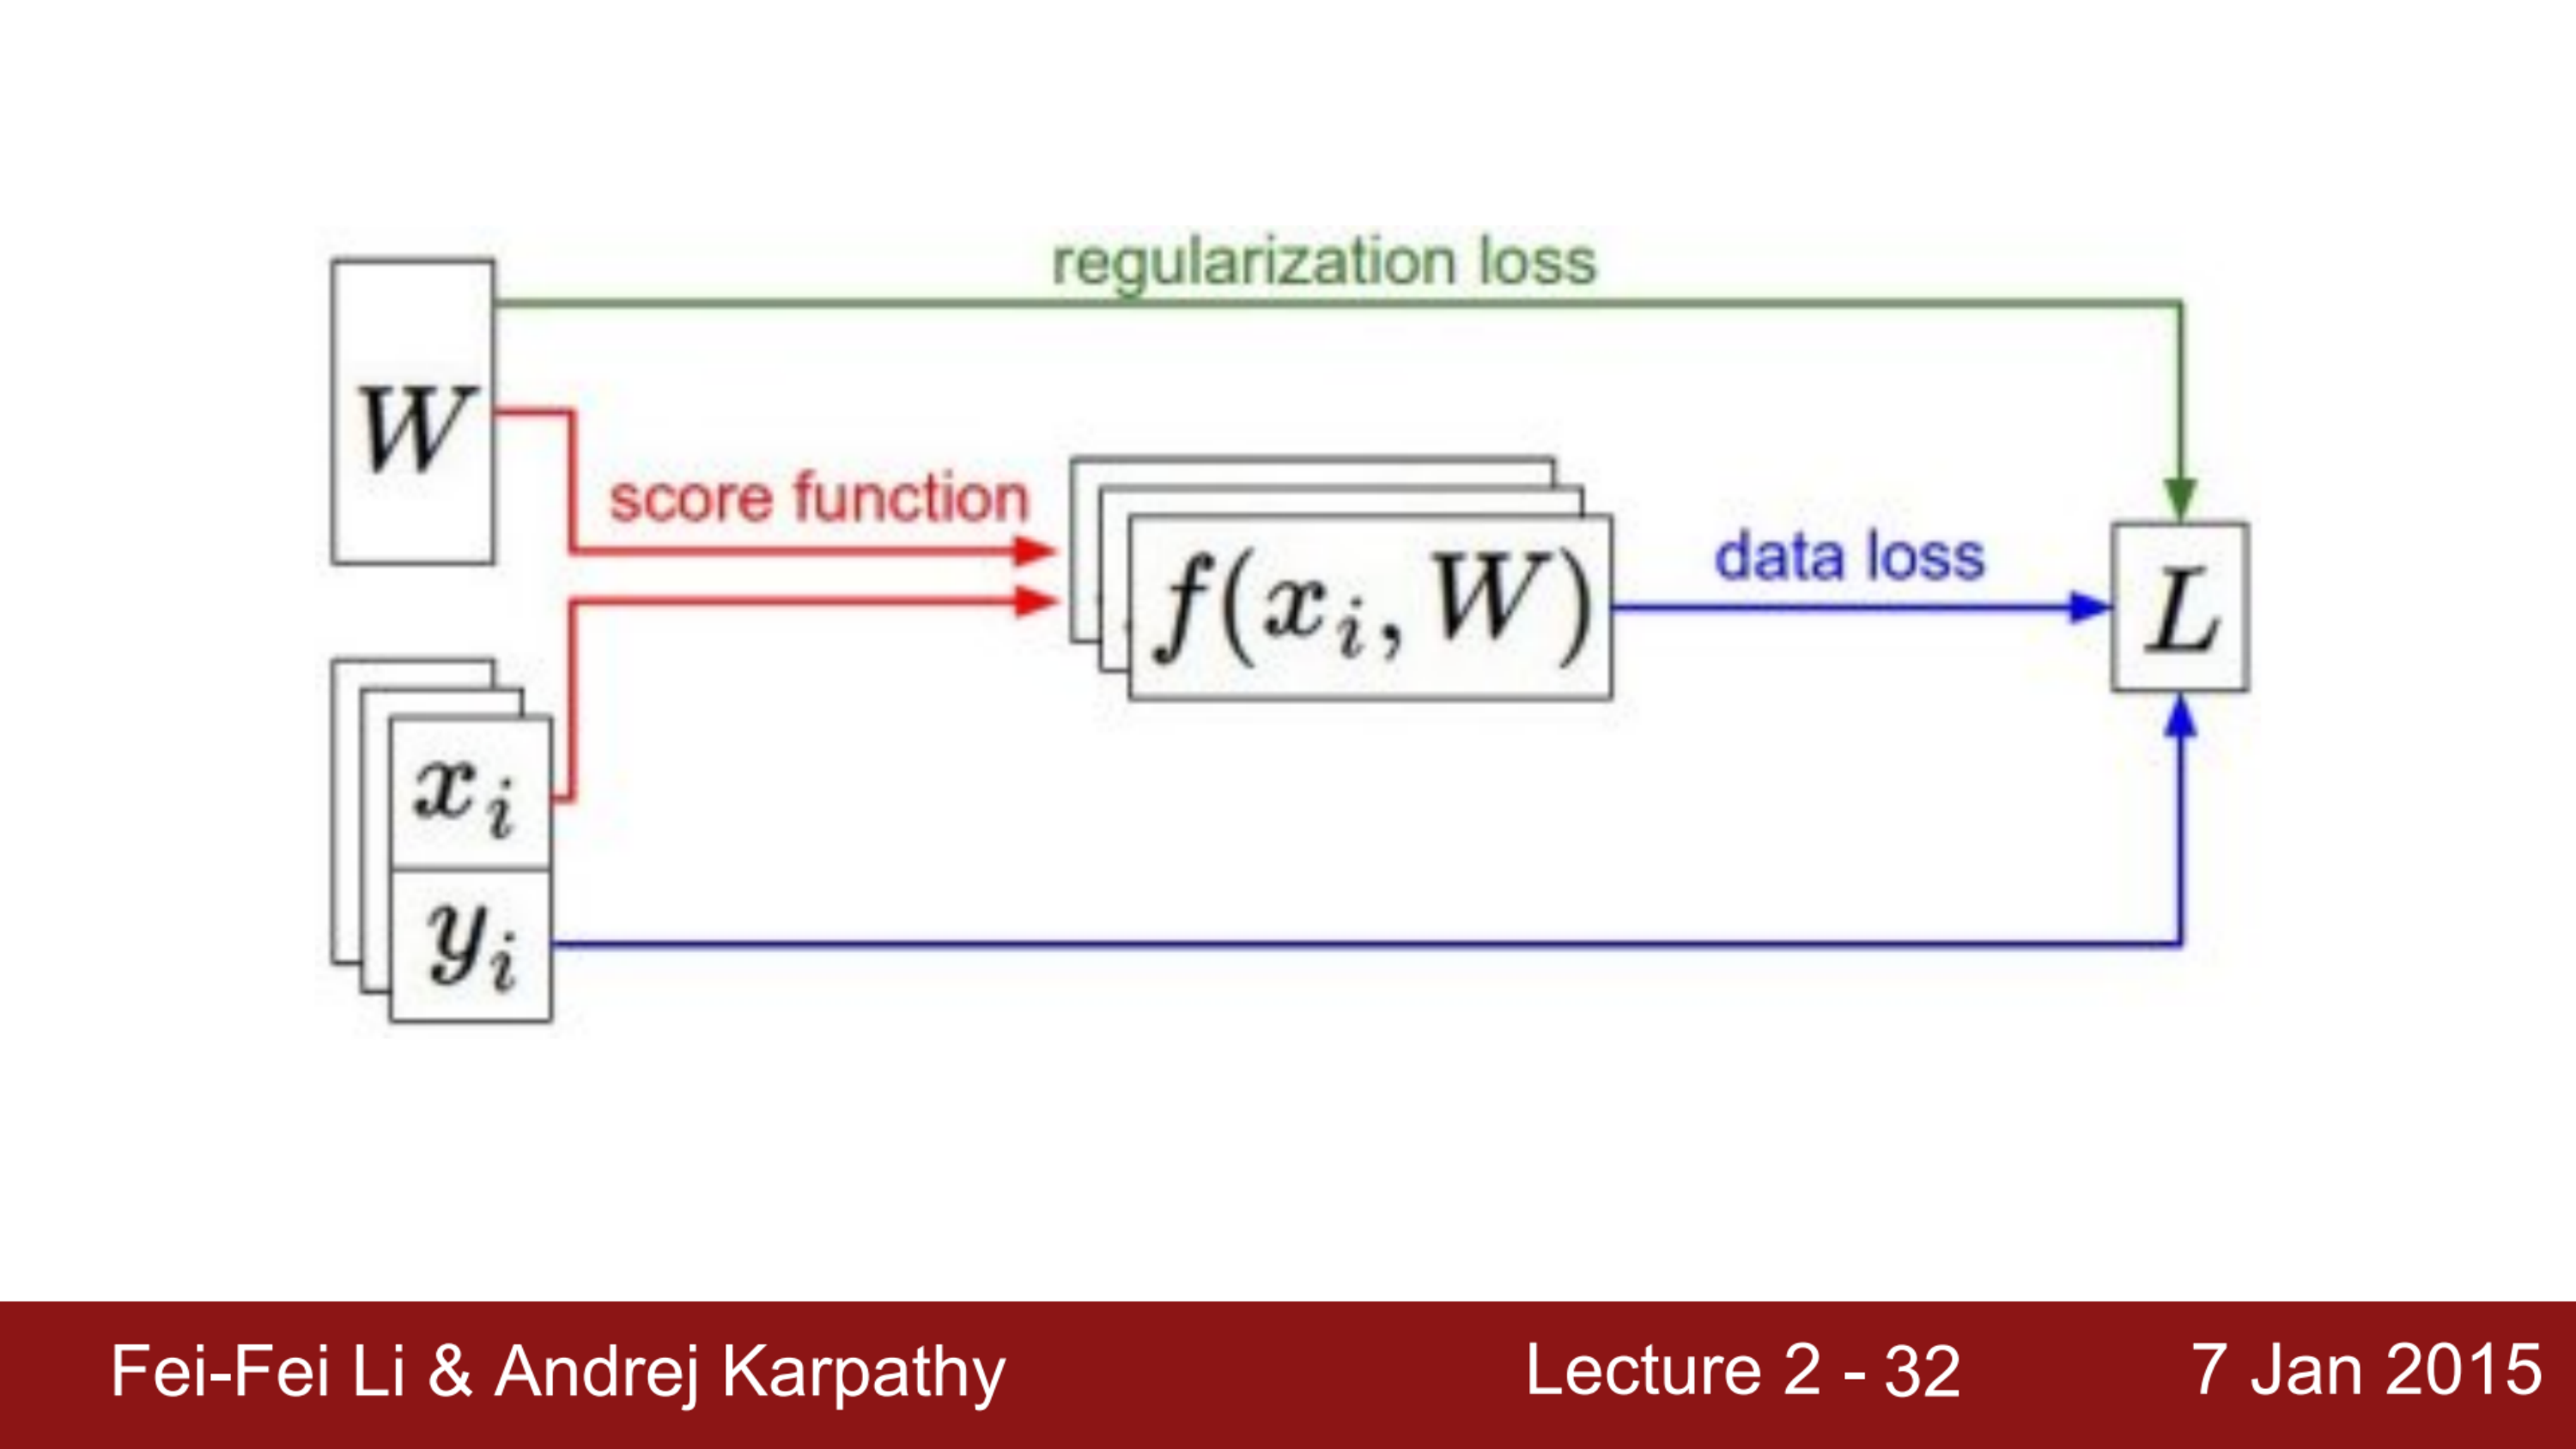 regularization loss
W
score function
f(x_i, W)
data loss
L
x_i
y_i
Fei-Fei Li & Andrej Karpathy
Lecture 2 - 32
7 Jan 2015